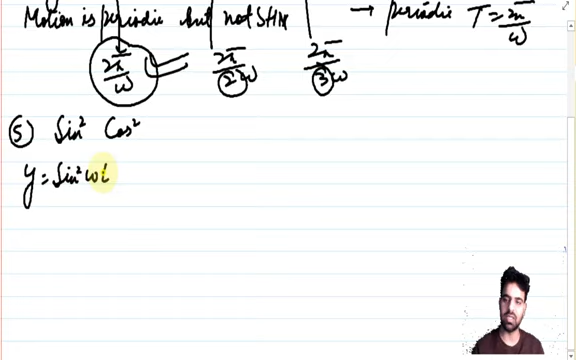 Motion is periodic but not SHM → periodic T = 2π/ω
2π/ω = 2π/2ω 2π/3ω
⑤ Sin² Cos²
y = Sin² ωt